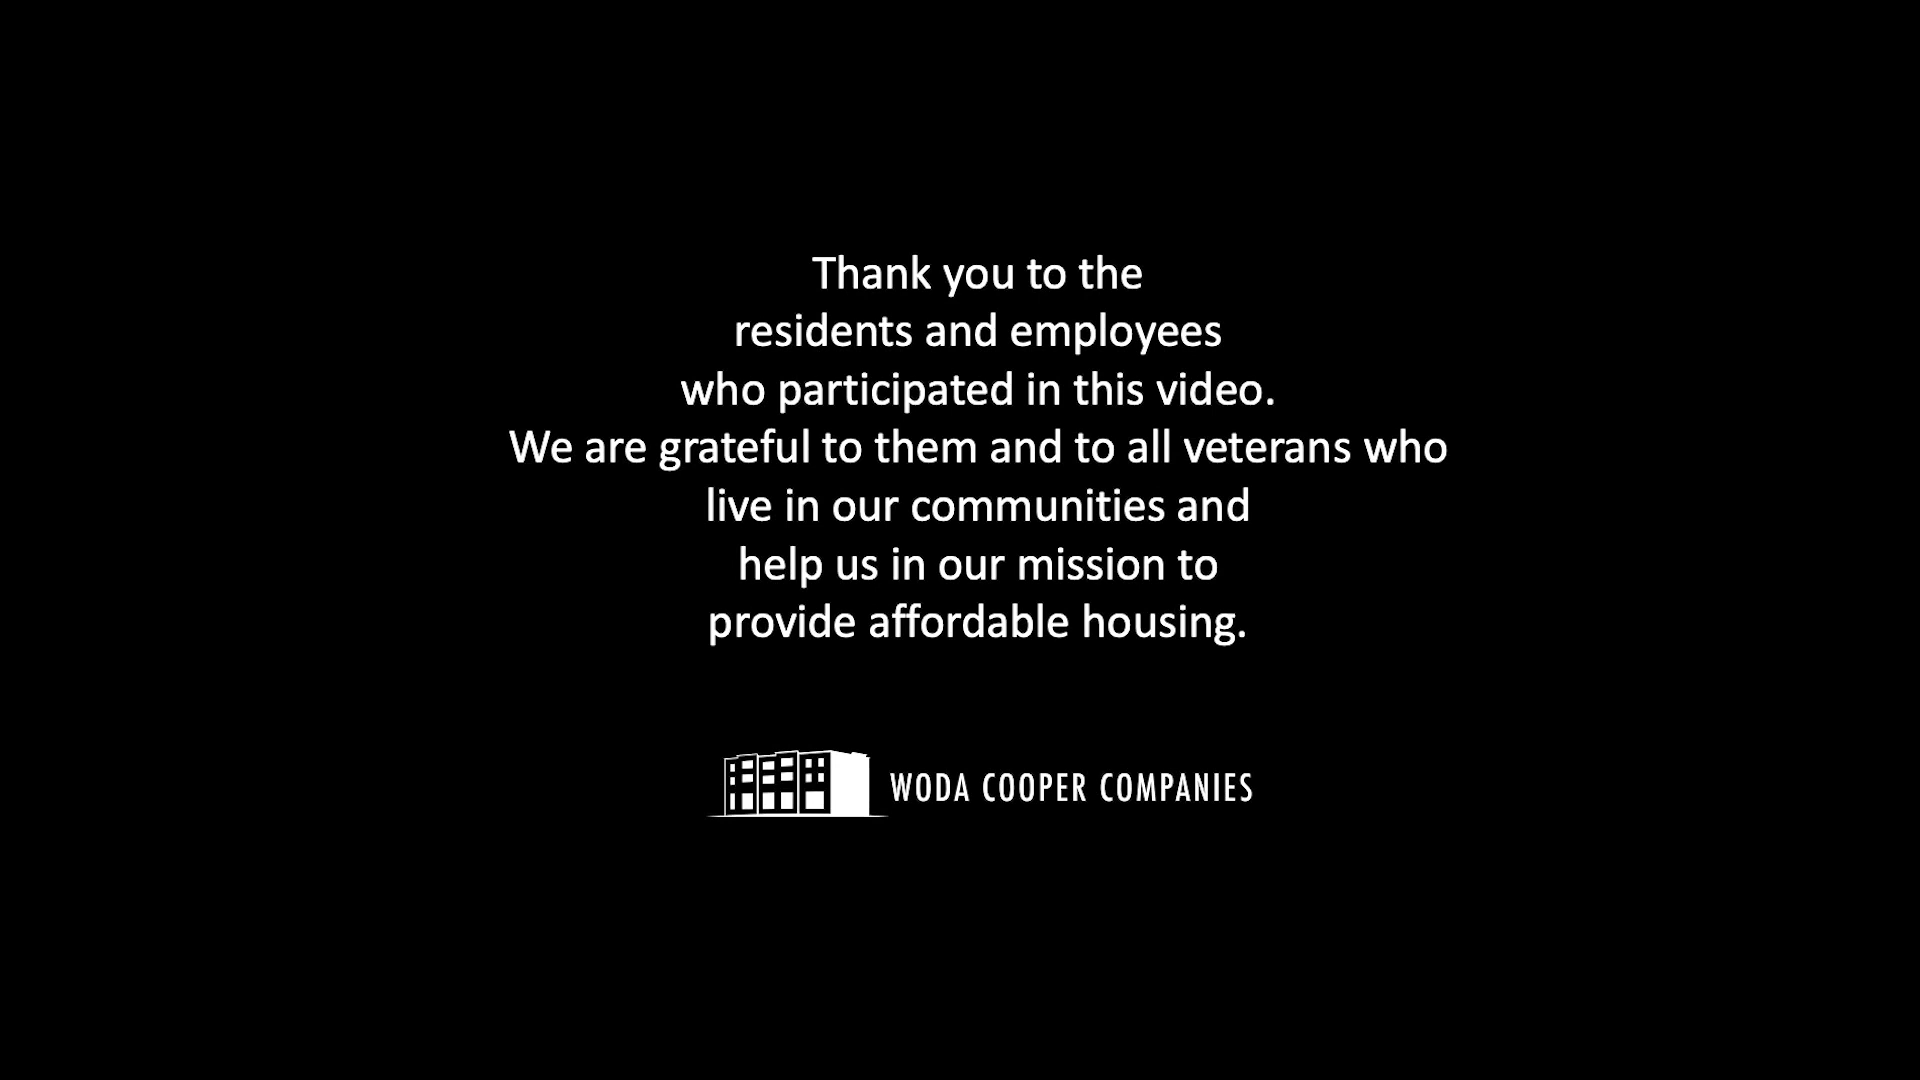 Thank you to the
residents and employees
who participated in this video.
We are grateful to them and to all veterans who
live in our communities and
help us in our mission to
provide affordable housing.
WODA COOPER COMPANIES